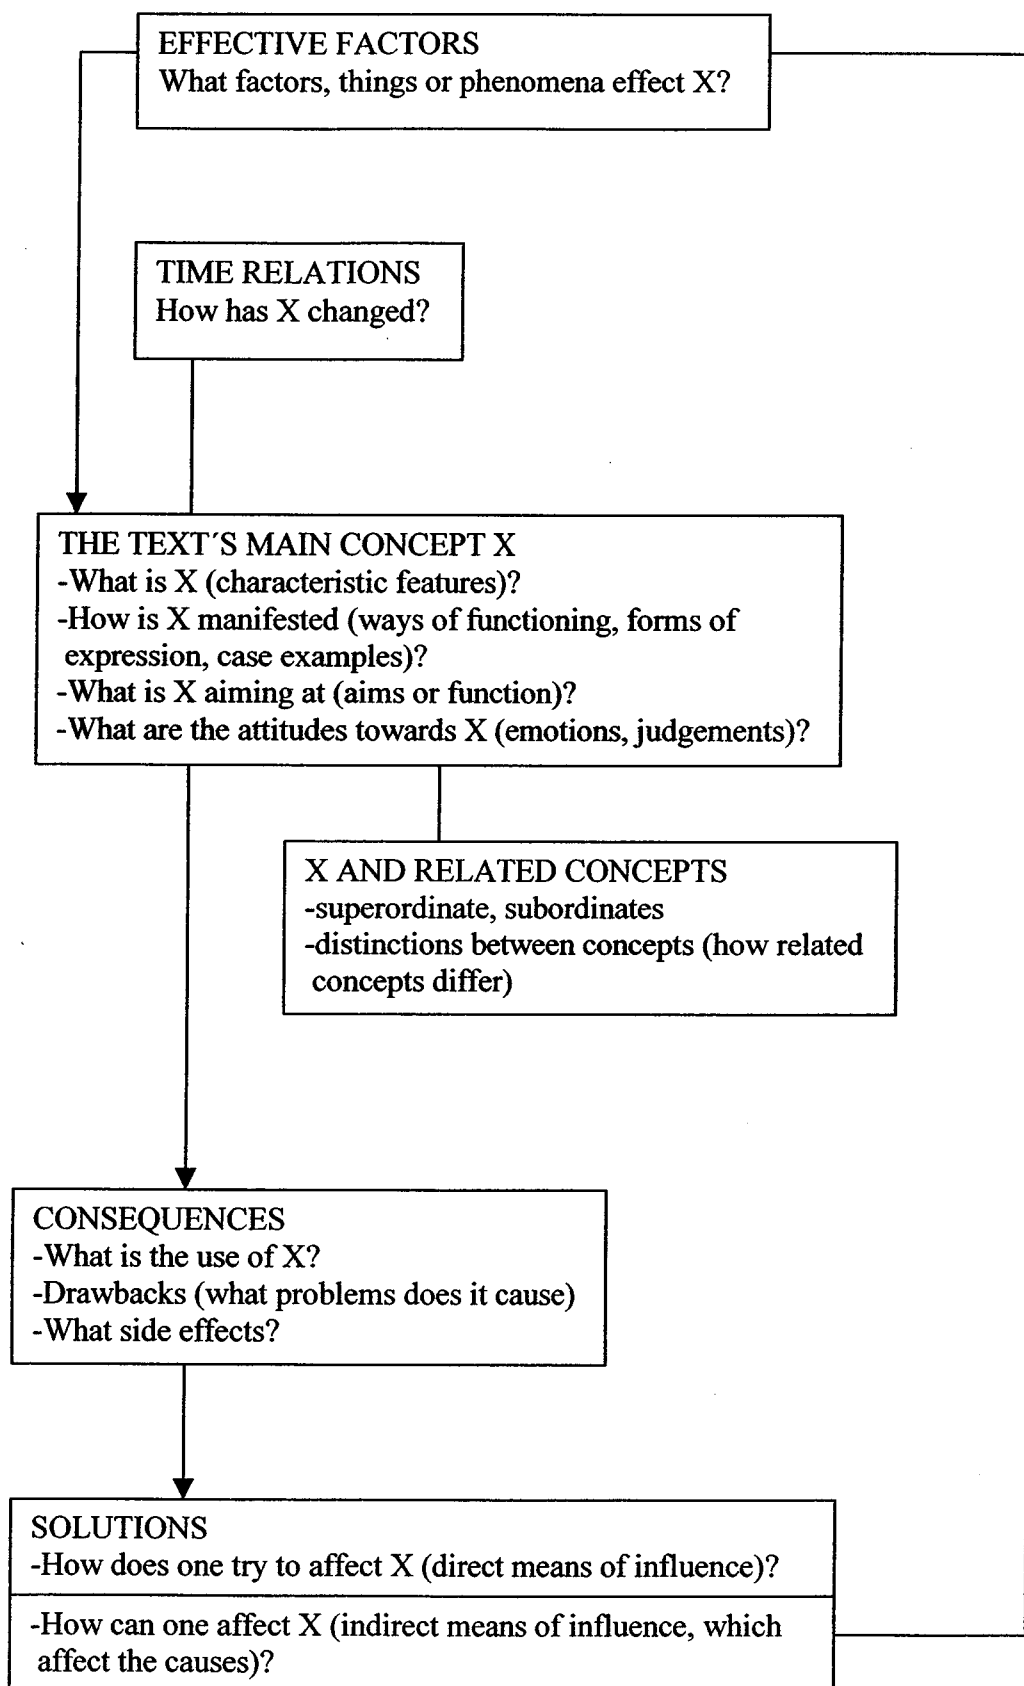 EFFECTIVE FACTORS
What factors, things or phenomena effect X?
TIME RELATIONS
How has X changed?
THE TEXT´S MAIN CONCEPT X
-What is X (characteristic features)?
-How is X manifested (ways of functioning, forms of
expression, case examples)?
-What is X aiming at (aims or function)?
-What are the attitudes towards X (emotions, judgements)?
X AND RELATED CONCEPTS
-superordinate, subordinates
-distinctions between concepts (how related
concepts differ)
CONSEQUENCES
-What is the use of X?
-Drawbacks (what problems does it cause)
-What side effects?
SOLUTIONS
-How does one try to affect X (direct means of influence)?
-How can one affect X (indirect means of influence, which
affect the causes)?